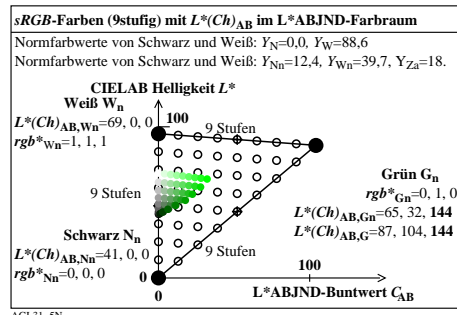 sRGB-Farben (9stufig) mit L*(Ch)AB im L*ABJND-Farbraum
Normfarbwerte von Schwarz und Weiß: YN=0,0, YW=88,6
Normfarbwerte von Schwarz und Weiß: YNn=12,4, YWn=39,7, YZa=18.
CIELAB Helligkeit L*
Weiß Wn
100
L*(Ch)AB,Wn=69, 0, 0
rgb*Wn=1, 1, 1
9 Stufen
9 Stufen
Grün Gn
rgb*Gn=0, 1, 0
L*(Ch)AB,Gn=65, 32, 144
L*(Ch)AB,G=87, 104, 144
Schwarz Nn
L*(Ch)AB,Nn=41, 0, 0
rgb*Nn=0, 0, 0
9 Stufen
0
0
100
L*ABJND-Buntwert CAB